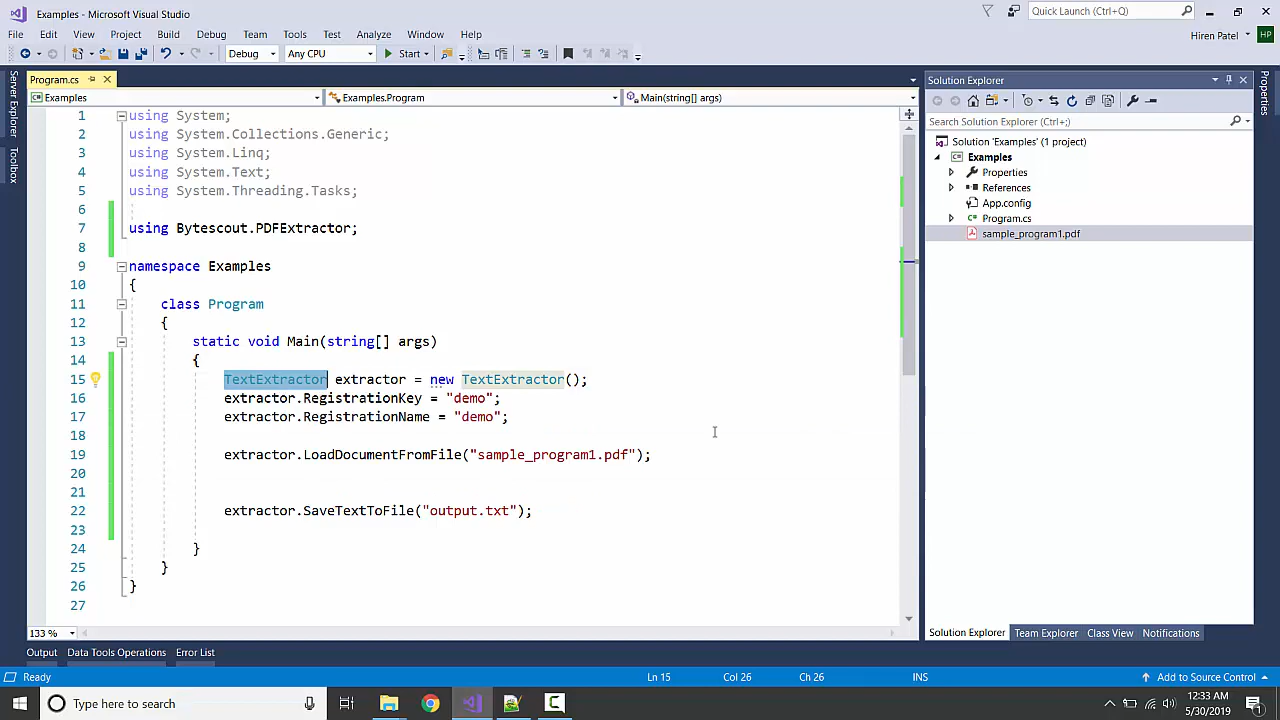 Examples - Microsoft Visual Studio
Quick Launch (Ctrl+Q)
File Edit View Project Build Debug Team Tools Test Analyze Window Help
Hiren Patel HP
Debug Any CPU Start
Server Explorer
Toolbox
Program.cs
Examples Examples.Program Main(string[] args)
1 using System;
2 using System.Collections.Generic;
3 using System.Linq;
4 using System.Text;
5 using System.Threading.Tasks;
6
7 using Bytescout.PDFExtractor;
8
9 namespace Examples
10 {
11 class Program
12 {
13 static void Main(string[] args)
14 {
15 TextExtractor extractor = new TextExtractor();
16 extractor.RegistrationKey = "demo";
17 extractor.RegistrationName = "demo";
18
19 extractor.LoadDocumentFromFile("sample_program1.pdf");
20
21
22 extractor.SaveTextToFile("output.txt");
23
24 }
25 }
26 }
27
133 %
Solution Explorer
Search Solution Explorer (Ctrl+;)
Solution 'Examples' (1 project)
Examples
Properties
References
App.config
Program.cs
sample_program1.pdf
Solution Explorer Team Explorer Class View Notifications
Properties
Output Data Tools Operations Error List
Ready Ln 15 Col 26 Ch 26 INS Add to Source Control
Type here to search
12:33 AM
5/30/2019
1